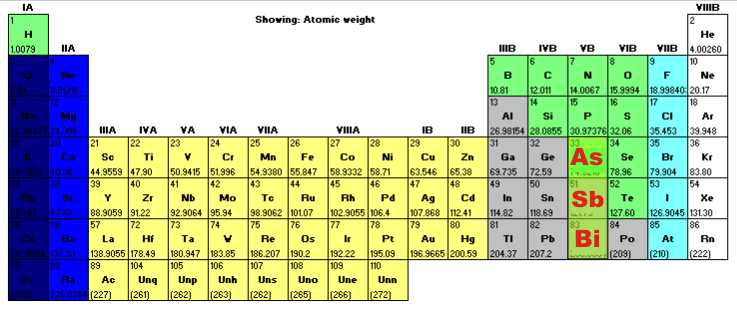 IA VIIIB
Showing: Atomic weight
1 2
H He
1.0079 IIA IIIB IVB VB VIB VIIB 4.00260
4 5 6 7 8 9 10
Be B C N O F Ne
10.81 12.011 14.0067 15.9994 18.99840 20.17
12 13 14 15 16 17 18
Mg Al Si P S Cl Ar
IIIA IVA VA VIA VIIA VIIIA IB IIB 26.98154 28.0855 30.97376 32.06 35.453 39.948
21 22 23 24 25 26 27 28 29 30 31 32 33 34 35 36
Ca Sc Ti V Cr Mn Fe Co Ni Cu Zn Ga Ge As Se Br Kr
44.9559 47.90 50.9415 51.996 54.9380 55.847 58.9332 58.71 63.546 65.38 69.735 72.59 78.96 79.904 83.80
39 40 41 42 43 44 45 46 47 48 49 50 51 52 53 54
Sr Y Zr Nb Mo Tc Ru Rh Pd Ag Cd In Sn Sb Te I Xe
88.9059 91.22 92.9064 95.94 98.9062 101.07 102.9055 106.4 107.868 112.41 114.82 118.69 127.60 126.9045 131.30
57 72 73 74 75 76 77 78 79 80 81 82 83 84 85 86
Ba La Hf Ta W Re Os Ir Pt Au Hg Tl Pb Bi Po At Rn
138.9055 178.49 180.947 183.85 186.207 190.2 192.22 195.09 196.9665 200.59 204.37 207.2 (209) (210) (222)
89 104 105 106 107 108 109 110
Ra Ac Unq Unp Unh Uns Uno Une Unn
(227) (261) (262) (263) (262) (265) (266) (272)